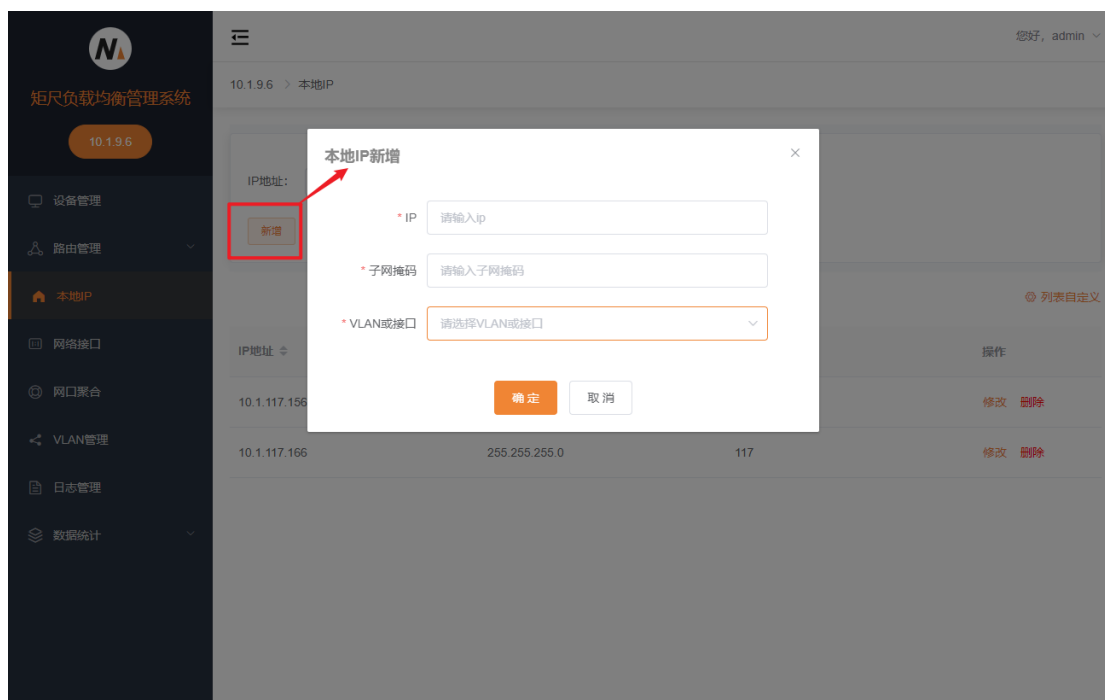 矩尺负载均衡管理系统
10.1.9.6
设备管理
路由管理
本地IP
网络接口
网口聚合
VLAN管理
日志管理
数据统计
您好, admin
10.1.9.6 > 本地IP
IP地址:
新增
本地IP新增
* IP 请输入ip
* 子网掩码 请输入子网掩码
* VLAN或接口 请选择VLAN或接口
确定 取消
列表自定义
IP地址 操作
10.1.117.156 修改 删除
10.1.117.166 255.255.255.0 117 修改 删除